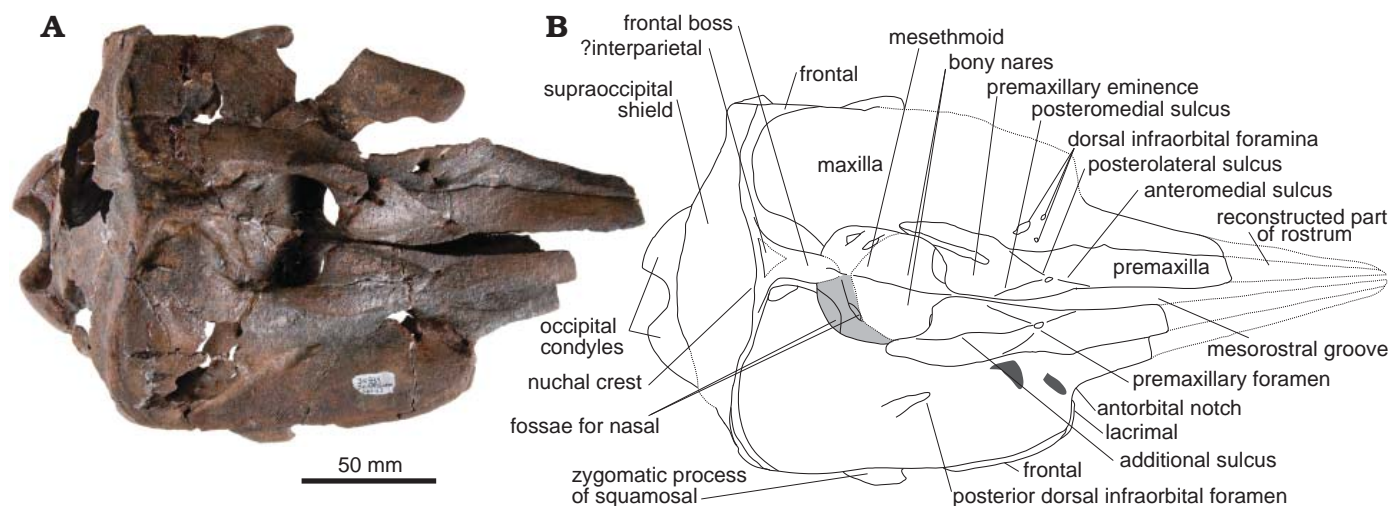 A
B
frontal boss
?interparietal
supraoccipital
shield
frontal
mesethmoid
bony nares
premaxillary eminence
posteromedial sulcus
dorsal infraorbital foramina
posterolateral sulcus
anteromedial sulcus
reconstructed part
of rostrum
maxilla
premaxilla
occipital
condyles
nuchal crest
fossae for nasal
mesorostral groove
premaxillary foramen
antorbital notch
lacrimal
additional sulcus
frontal
zygomatic process
of squamosal
posterior dorsal infraorbital foramen
50 mm